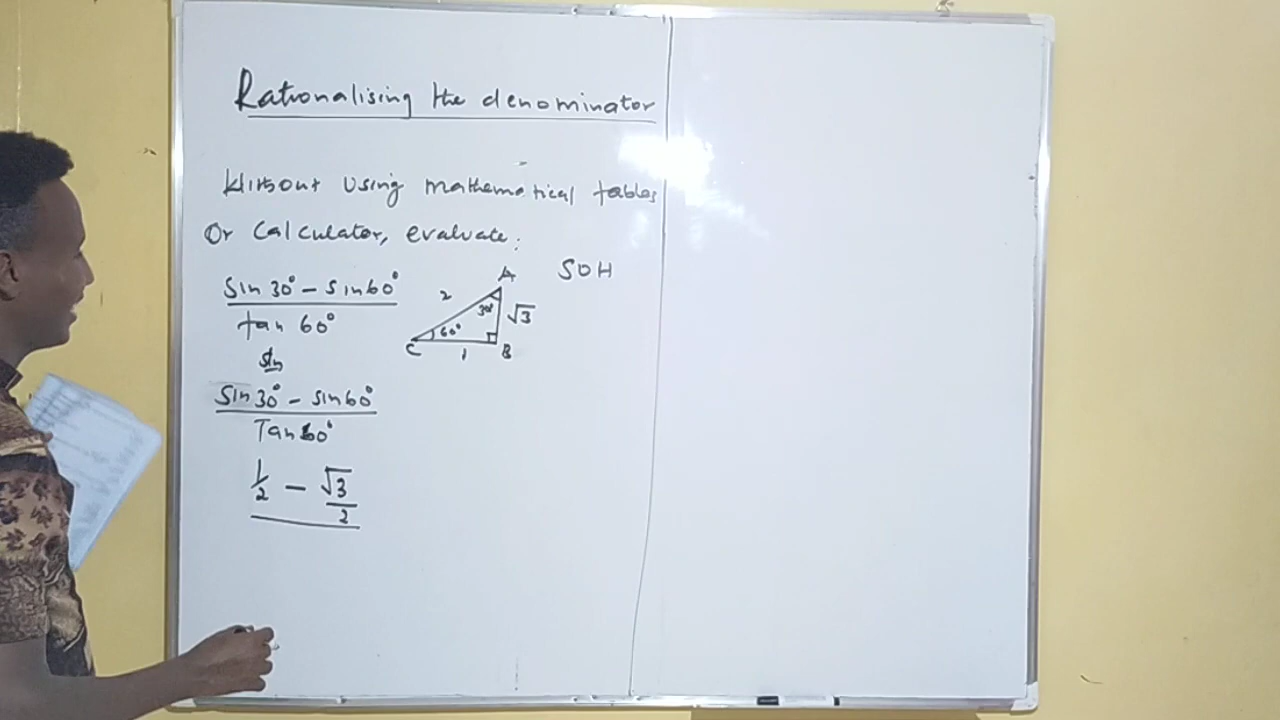 Rationalising the denominator
Without Using mathematical tables
Or Calculator, evaluate:
Sin 30° - sin 60°
tan 60°
A
SOH
2
30°
√3
60°
C
1
B
sln
Sin 30° - sin 60°
Tan 60°
1/2 - √3/2